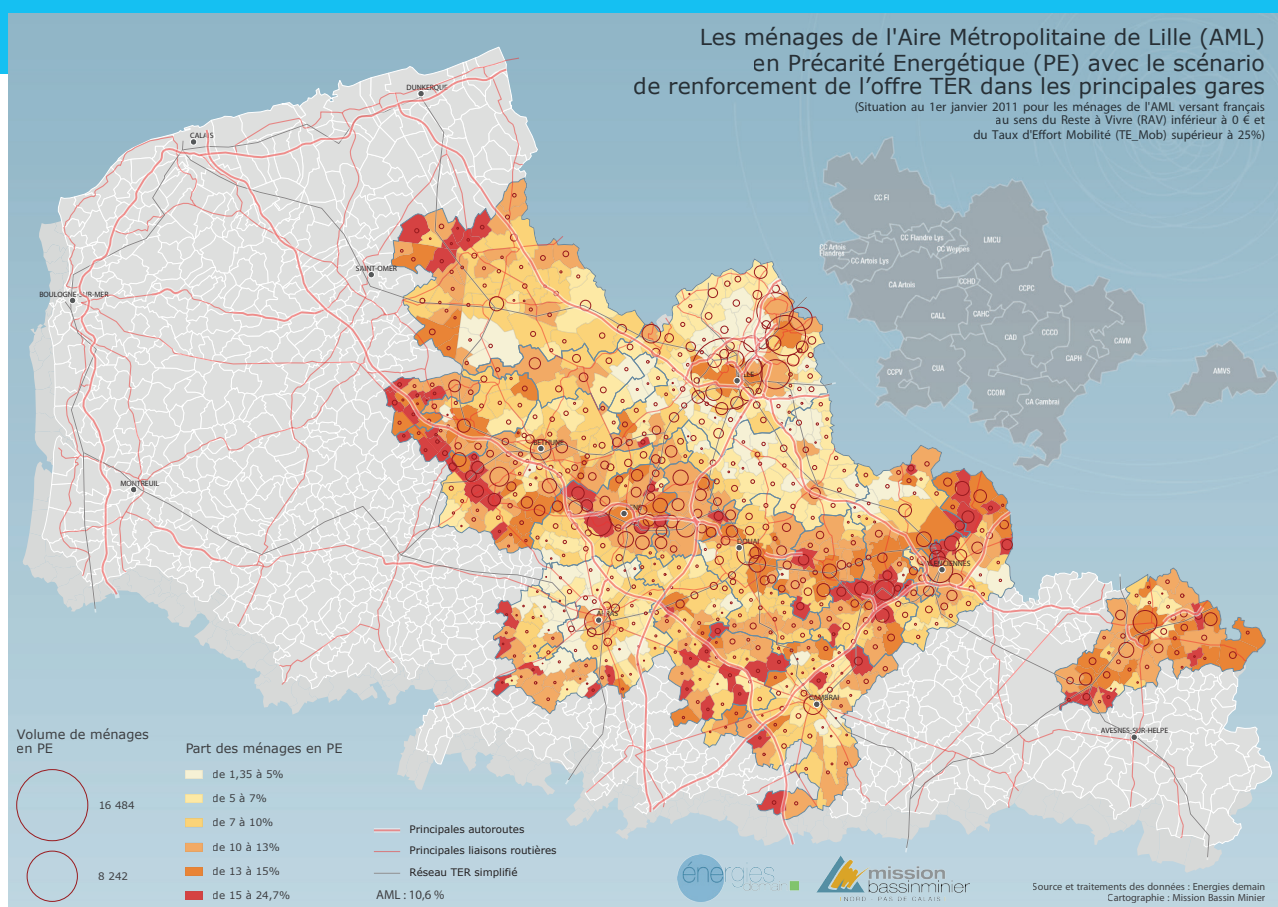 Les ménages de l'Aire Métropolitaine de Lille (AML)
en Précarité Energétique (PE) avec le scénario
de renforcement de l'offre TER dans les principales gares
(Situation au 1er janvier 2011 pour les ménages de l'AML versant français
au sens du Reste à Vivre (RAV) inférieur à 0 € et
du Taux d'Effort Mobilité (TE_Mob) supérieur à 25%)
DUNKERQUE
CALAIS
SAINT-OMER
BOULOGNE-SUR-MER
BÉTHUNE
MONTREUIL
DOUAI
VALENCIENNES
CAMBRAI
AVESNES-SUR-HELPE
CC FI
CC Flandre Lys
LMCU
CC Artois
Flandres
CC Weppes
CC Artois Lys
CA Artois
CCHD
CCPC
CALL
CAHC
CAD
CCCO
CAVM
CAPH
CCPV
CUA
CCOM
CA Cambrai
AMVS
Volume de ménages
en PE
16 484
8 242
Part des ménages en PE
de 1,35 à 5%
de 5 à 7%
de 7 à 10%
de 10 à 13%
de 13 à 15%
de 15 à 24,7%
Principales autoroutes
Principales liaisons routières
Réseau TER simplifié
AML : 10,6 %
énergies
demain
mission
bassinminier
NORD - PAS DE CALAIS
Source et traitements des données : Energies demain
Cartographie : Mission Bassin Minier